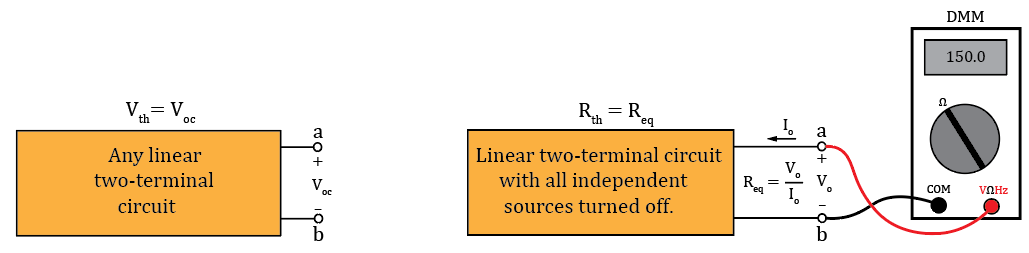 V_th = V_oc
Any linear
two-terminal
circuit
a
+
V_oc
−
b
R_th = R_eq
Linear two-terminal circuit
with all independent
sources turned off.
I_o
a
+
R_eq = V_o / I_o
V_o
−
b
DMM
150.0
Ω
COM
VΩHz